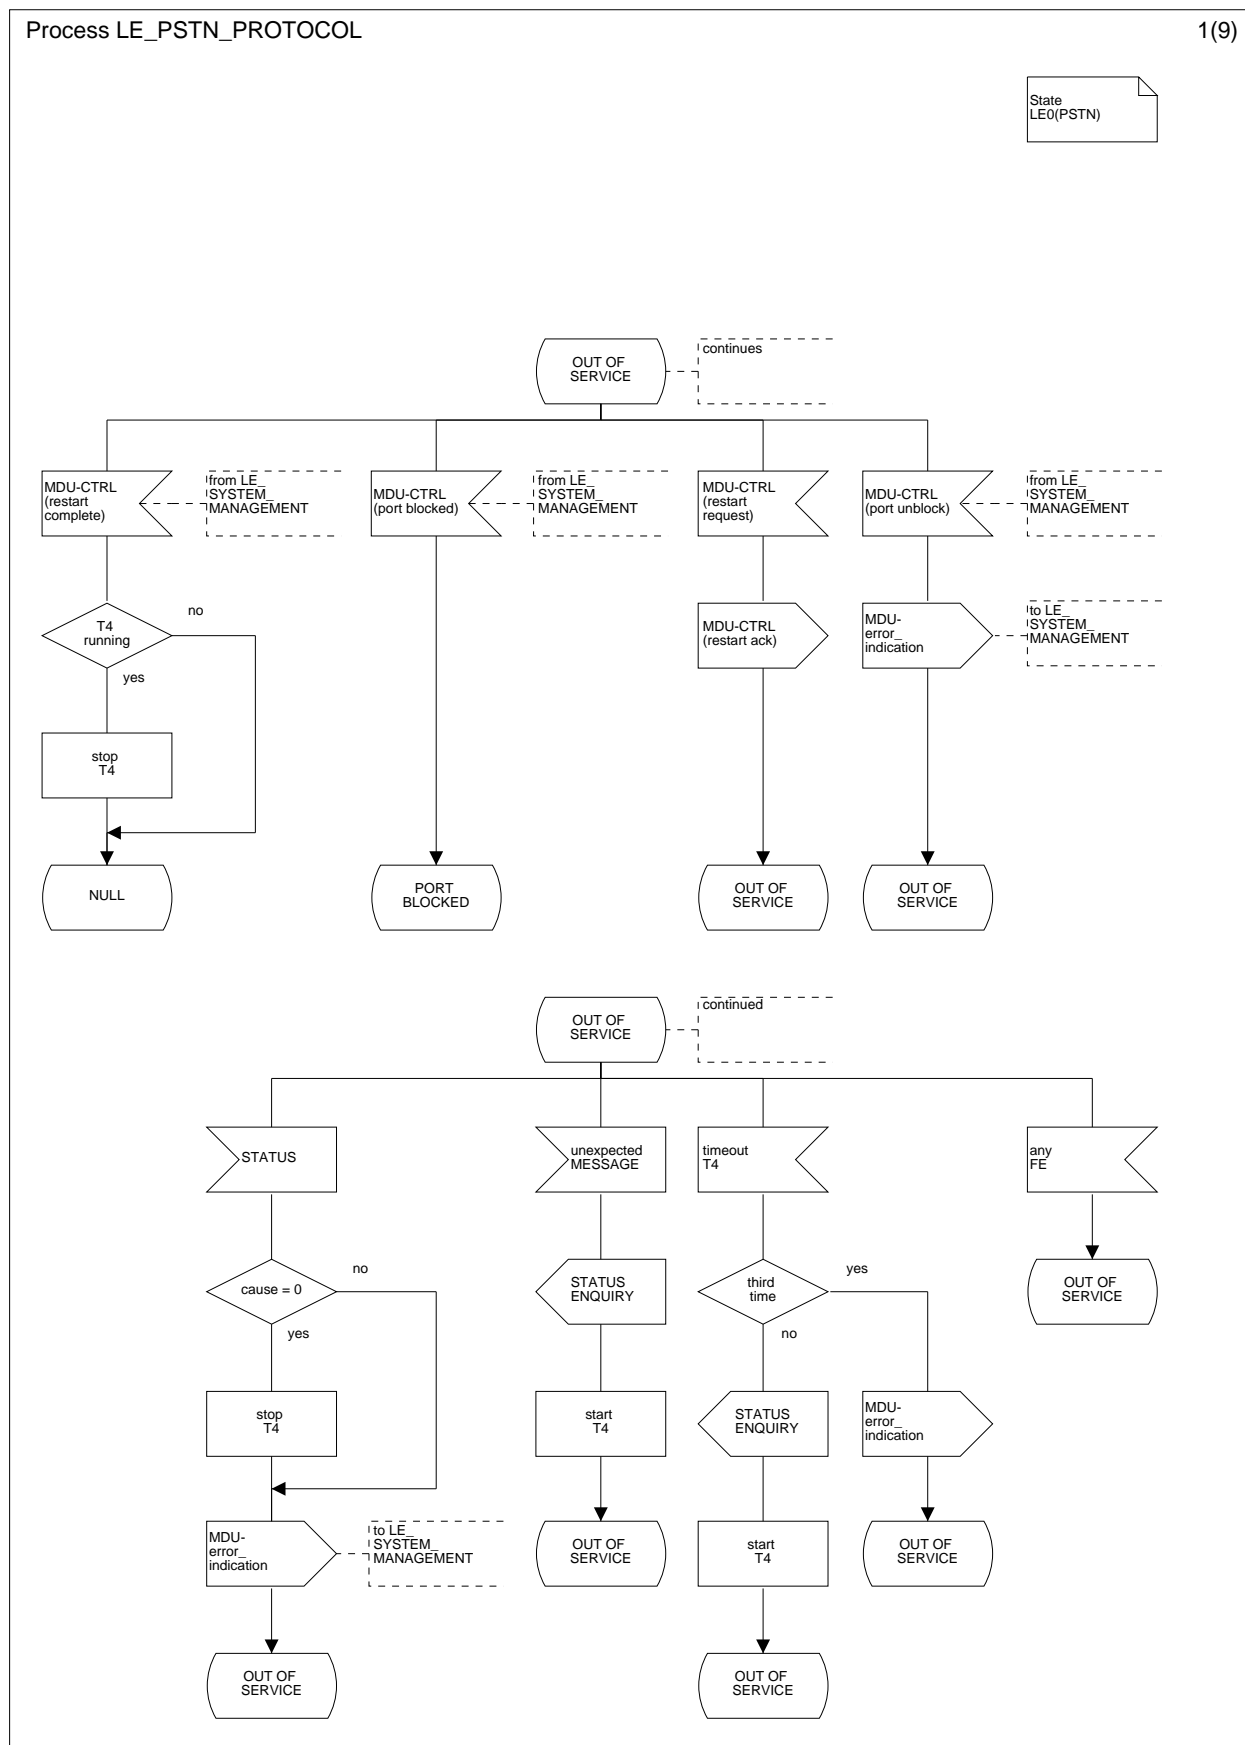 Process LE_PSTN_PROTOCOL
1(9)
State
LE0(PSTN)
OUT OF
SERVICE
continues
MDU-CTRL
(restart
complete)
from LE_
SYSTEM_
MANAGEMENT
MDU-CTRL
(port blocked)
from LE_
SYSTEM_
MANAGEMENT
MDU-CTRL
(restart
request)
MDU-CTRL
(port unblock)
from LE_
SYSTEM_
MANAGEMENT
T4
running
no
yes
MDU-CTRL
(restart ack)
MDU-
error_
indication
to LE_
SYSTEM_
MANAGEMENT
stop
T4
NULL
PORT
BLOCKED
OUT OF
SERVICE
OUT OF
SERVICE
OUT OF
SERVICE
continued
STATUS
unexpected
MESSAGE
timeout
T4
any
FE
cause = 0
no
yes
STATUS
ENQUIRY
third
time
yes
no
OUT OF
SERVICE
stop
T4
start
T4
STATUS
ENQUIRY
MDU-
error_
indication
MDU-
error_
indication
to LE_
SYSTEM_
MANAGEMENT
OUT OF
SERVICE
start
T4
OUT OF
SERVICE
OUT OF
SERVICE
OUT OF
SERVICE